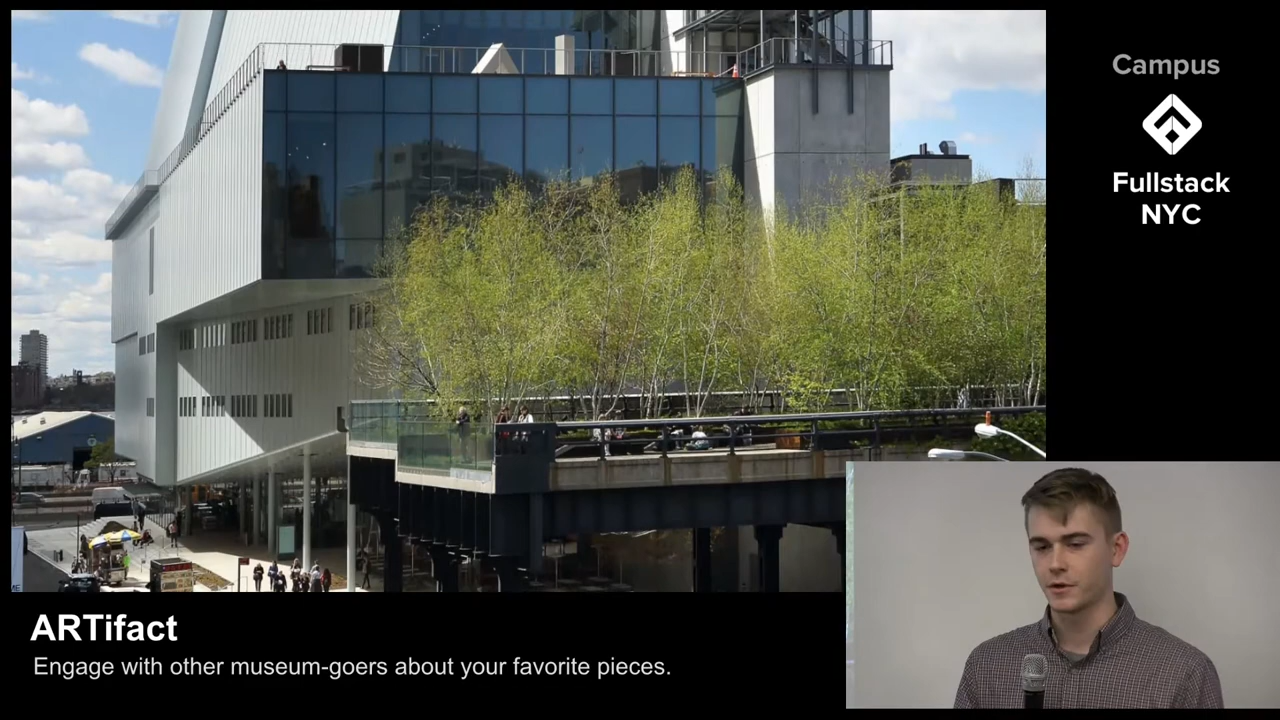 Campus
Fullstack
NYC
ARTifact
Engage with other museum-goers about your favorite pieces.